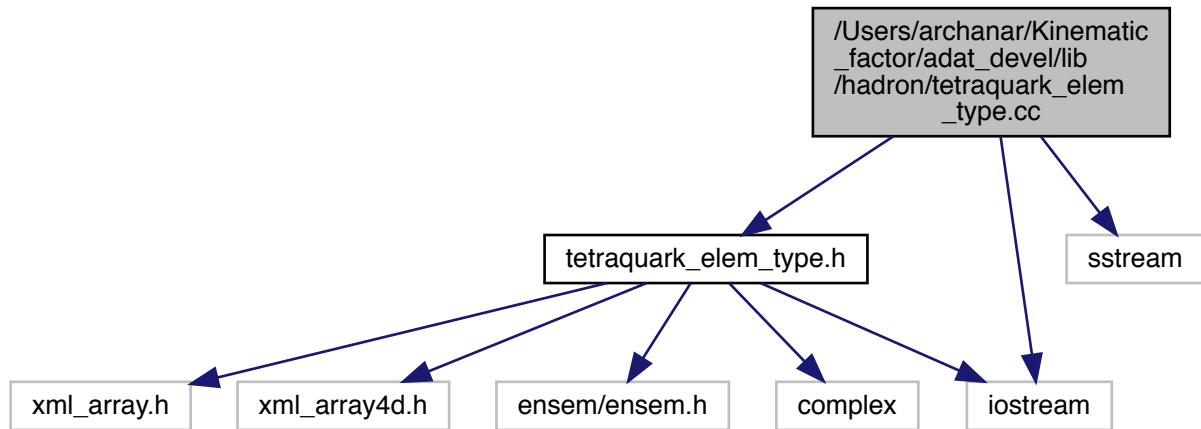 /Users/archanar/Kinematic
_factor/adat_devel/lib
/hadron/tetraquark_elem
_type.cc
tetraquark_elem_type.h
sstream
xml_array.h
xml_array4d.h
ensem/ensem.h
complex
iostream